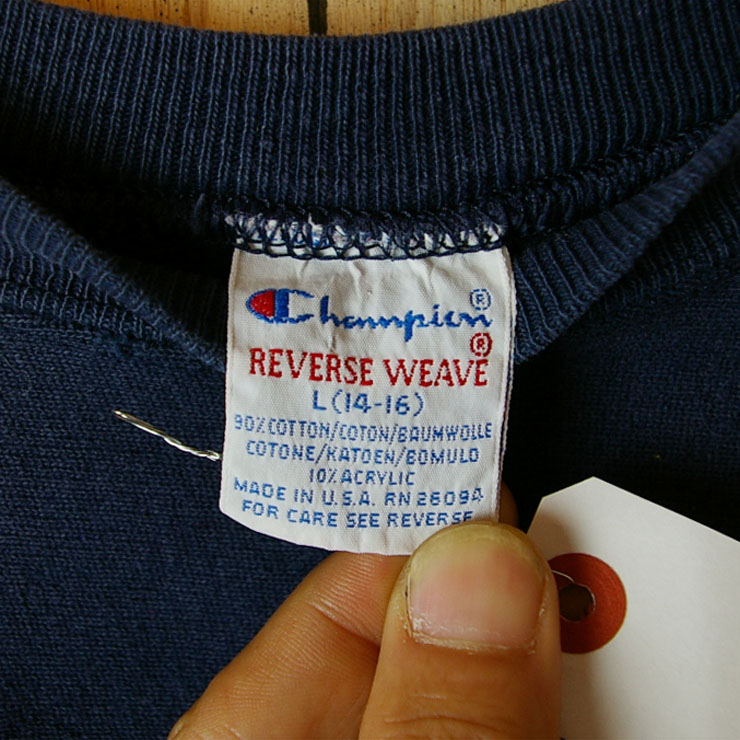 Champion®
REVERSE WEAVE®
L(14-16)
90% COTTON/COTON/BAUMWOLLE
COTONE/KATOEN/BOMULD
10% ACRYLIC
MADE IN U.S.A. RN 26094
FOR CARE SEE REVERSE